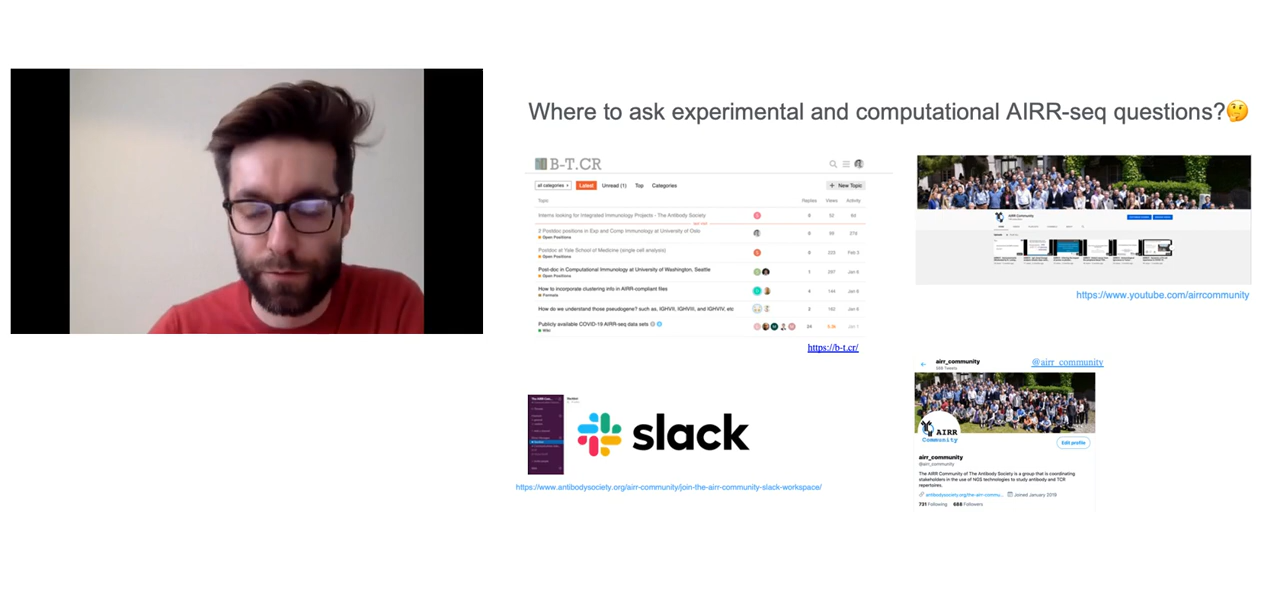 Where to ask experimental and computational AIRR-seq questions?🤔
B-T.CR
all categories Latest Unread (1) Top Categories + New Topic
Topic Replies Views Activity
Interns looking for Integrated Immunology Projects - The Antibody Society
2 Postdoc positions in Exp and Comp Immunology at University of Oslo
Open Positions
Postdoc at Yale School of Medicine (single cell analysis)
Open Positions
Post-doc in Computational Immunology at University of Washington, Seattle
Open Positions
How to incorporate clustering info in AIRR-compliant files
Formats
How do we understand those pseudogene? such as, IGHVII, IGHVIII, and IGHVIV, etc
Publicly available COVID-19 AIRR-seq data sets
Wiki
https://b-t.cr/
AIRR Community
https://www.youtube.com/airrcommunity
slack
https://www.antibodysociety.org/airr-community/join-the-airr-community-slack-workspace/
airr_community
@airr_community
AIRR
Community
Edit profile
airr_community
@airr_community
The AIRR Community of The Antibody Society is a group that is coordinating
stakeholders in the use of NGS technologies to study antibody and TCR
repertoires.
antibodysociety.org/the-airr-commu... Joined January 2019
731 Following 688 Followers